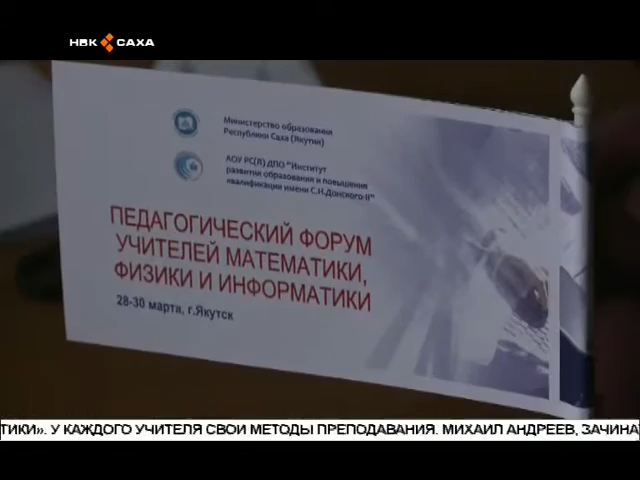 НВК САХА
Министерство образования
Республики Саха (Якутия)
АОУ РС(Я) ДПО "Институт
развития образования и повышения
квалификации имени С.Н.Донского-II"
ПЕДАГОГИЧЕСКИЙ ФОРУМ
УЧИТЕЛЕЙ МАТЕМАТИКИ,
ФИЗИКИ И ИНФОРМАТИКИ
28-30 марта, г.Якутск
ТИКИ». У КАЖДОГО УЧИТЕЛЯ СВОИ МЕТОДЫ ПРЕПОДАВАНИЯ. МИХАИЛ АНДРЕЕВ, ЗАЧИНА